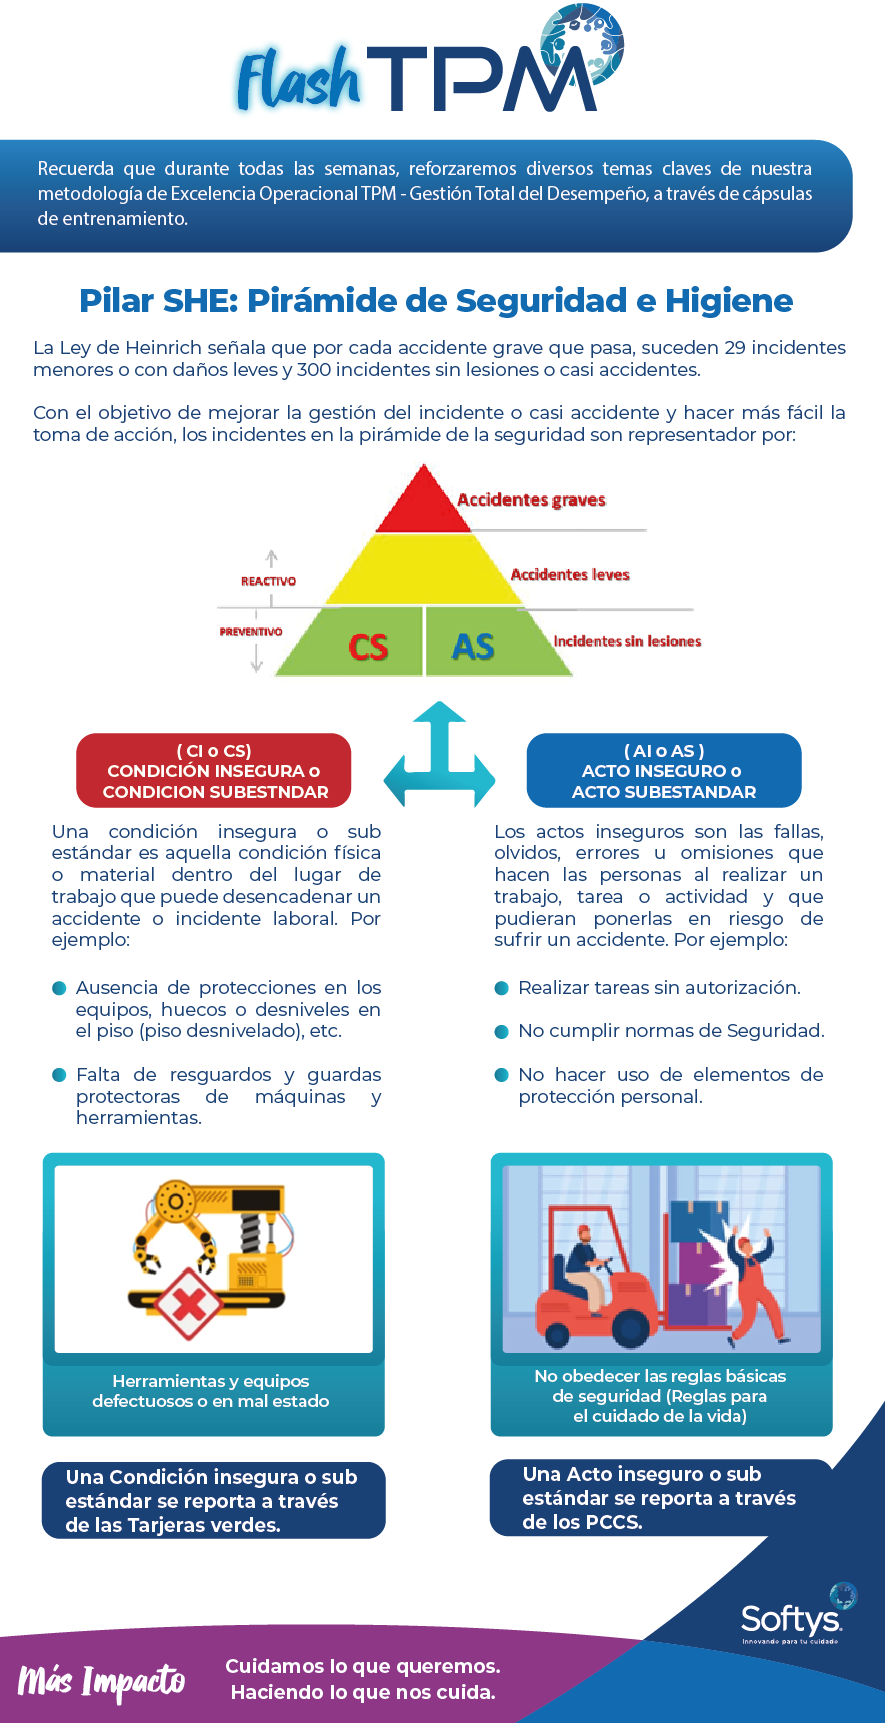 Flash TPM
Recuerda que durante todas las semanas, reforzaremos diversos temas claves de nuestra
metodología de Excelencia Operacional TPM - Gestión Total del Desempeño, a través de cápsulas
de entrenamiento.
Pilar SHE: Pirámide de Seguridad e Higiene
La Ley de Heinrich señala que por cada accidente grave que pasa, suceden 29 incidentes
menores o con daños leves y 300 incidentes sin lesiones o casi accidentes.
Con el objetivo de mejorar la gestión del incidente o casi accidente y hacer más fácil la
toma de acción, los incidentes en la pirámide de la seguridad son representador por:
Accidentes graves
Accidentes leves
REACTIVO
PREVENTIVO
CS
AS
Incidentes sin lesiones
( CI o CS)
CONDICIÓN INSEGURA o
CONDICION SUBESTNDAR
Una condición insegura o sub
estándar es aquella condición física
o material dentro del lugar de
trabajo que puede desencadenar un
accidente o incidente laboral. Por
ejemplo:
Ausencia de protecciones en los
equipos, huecos o desniveles en
el piso (piso desnivelado), etc.
Falta de resguardos y guardas
protectoras de máquinas y
herramientas.
Herramientas y equipos
defectuosos o en mal estado
Una Condición insegura o sub
estándar se reporta a través
de las Tarjeras verdes.
( AI o AS )
ACTO INSEGURO o
ACTO SUBESTANDAR
Los actos inseguros son las fallas,
olvidos, errores u omisiones que
hacen las personas al realizar un
trabajo, tarea o actividad y que
pudieran ponerlas en riesgo de
sufrir un accidente. Por ejemplo:
Realizar tareas sin autorización.
No cumplir normas de Seguridad.
No hacer uso de elementos de
protección personal.
No obedecer las reglas básicas
de seguridad (Reglas para
el cuidado de la vida)
Una Acto inseguro o sub
estándar se reporta a través
de los PCCS.
Softys.
Innovando para tu cuidado
Más Impacto
Cuidamos lo que queremos.
Haciendo lo que nos cuida.